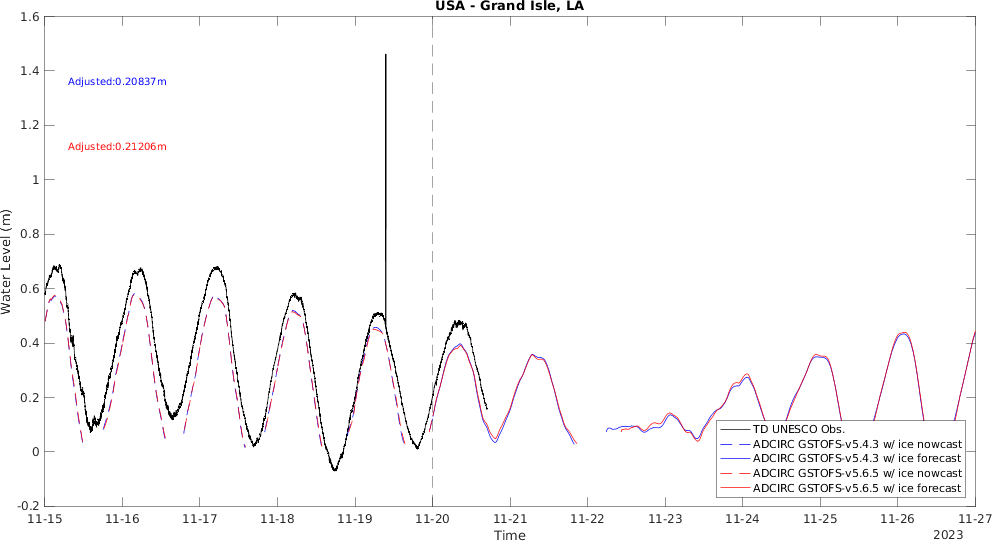 USA - Grand Isle, LA
1.6
1.4
1.2
1
0.8
0.6
0.4
0.2
0
-0.2
Water Level (m)
Adjusted:0.20837m
Adjusted:0.21206m
TD UNESCO Obs.
ADCIRC GSTOFS-v5.4.3 w/ ice nowcast
ADCIRC GSTOFS-v5.4.3 w/ ice forecast
ADCIRC GSTOFS-v5.6.5 w/ ice nowcast
ADCIRC GSTOFS-v5.6.5 w/ ice forecast
11-15 11-16 11-17 11-18 11-19 11-20 11-21 11-22 11-23 11-24 11-25 11-26 11-27
Time 2023